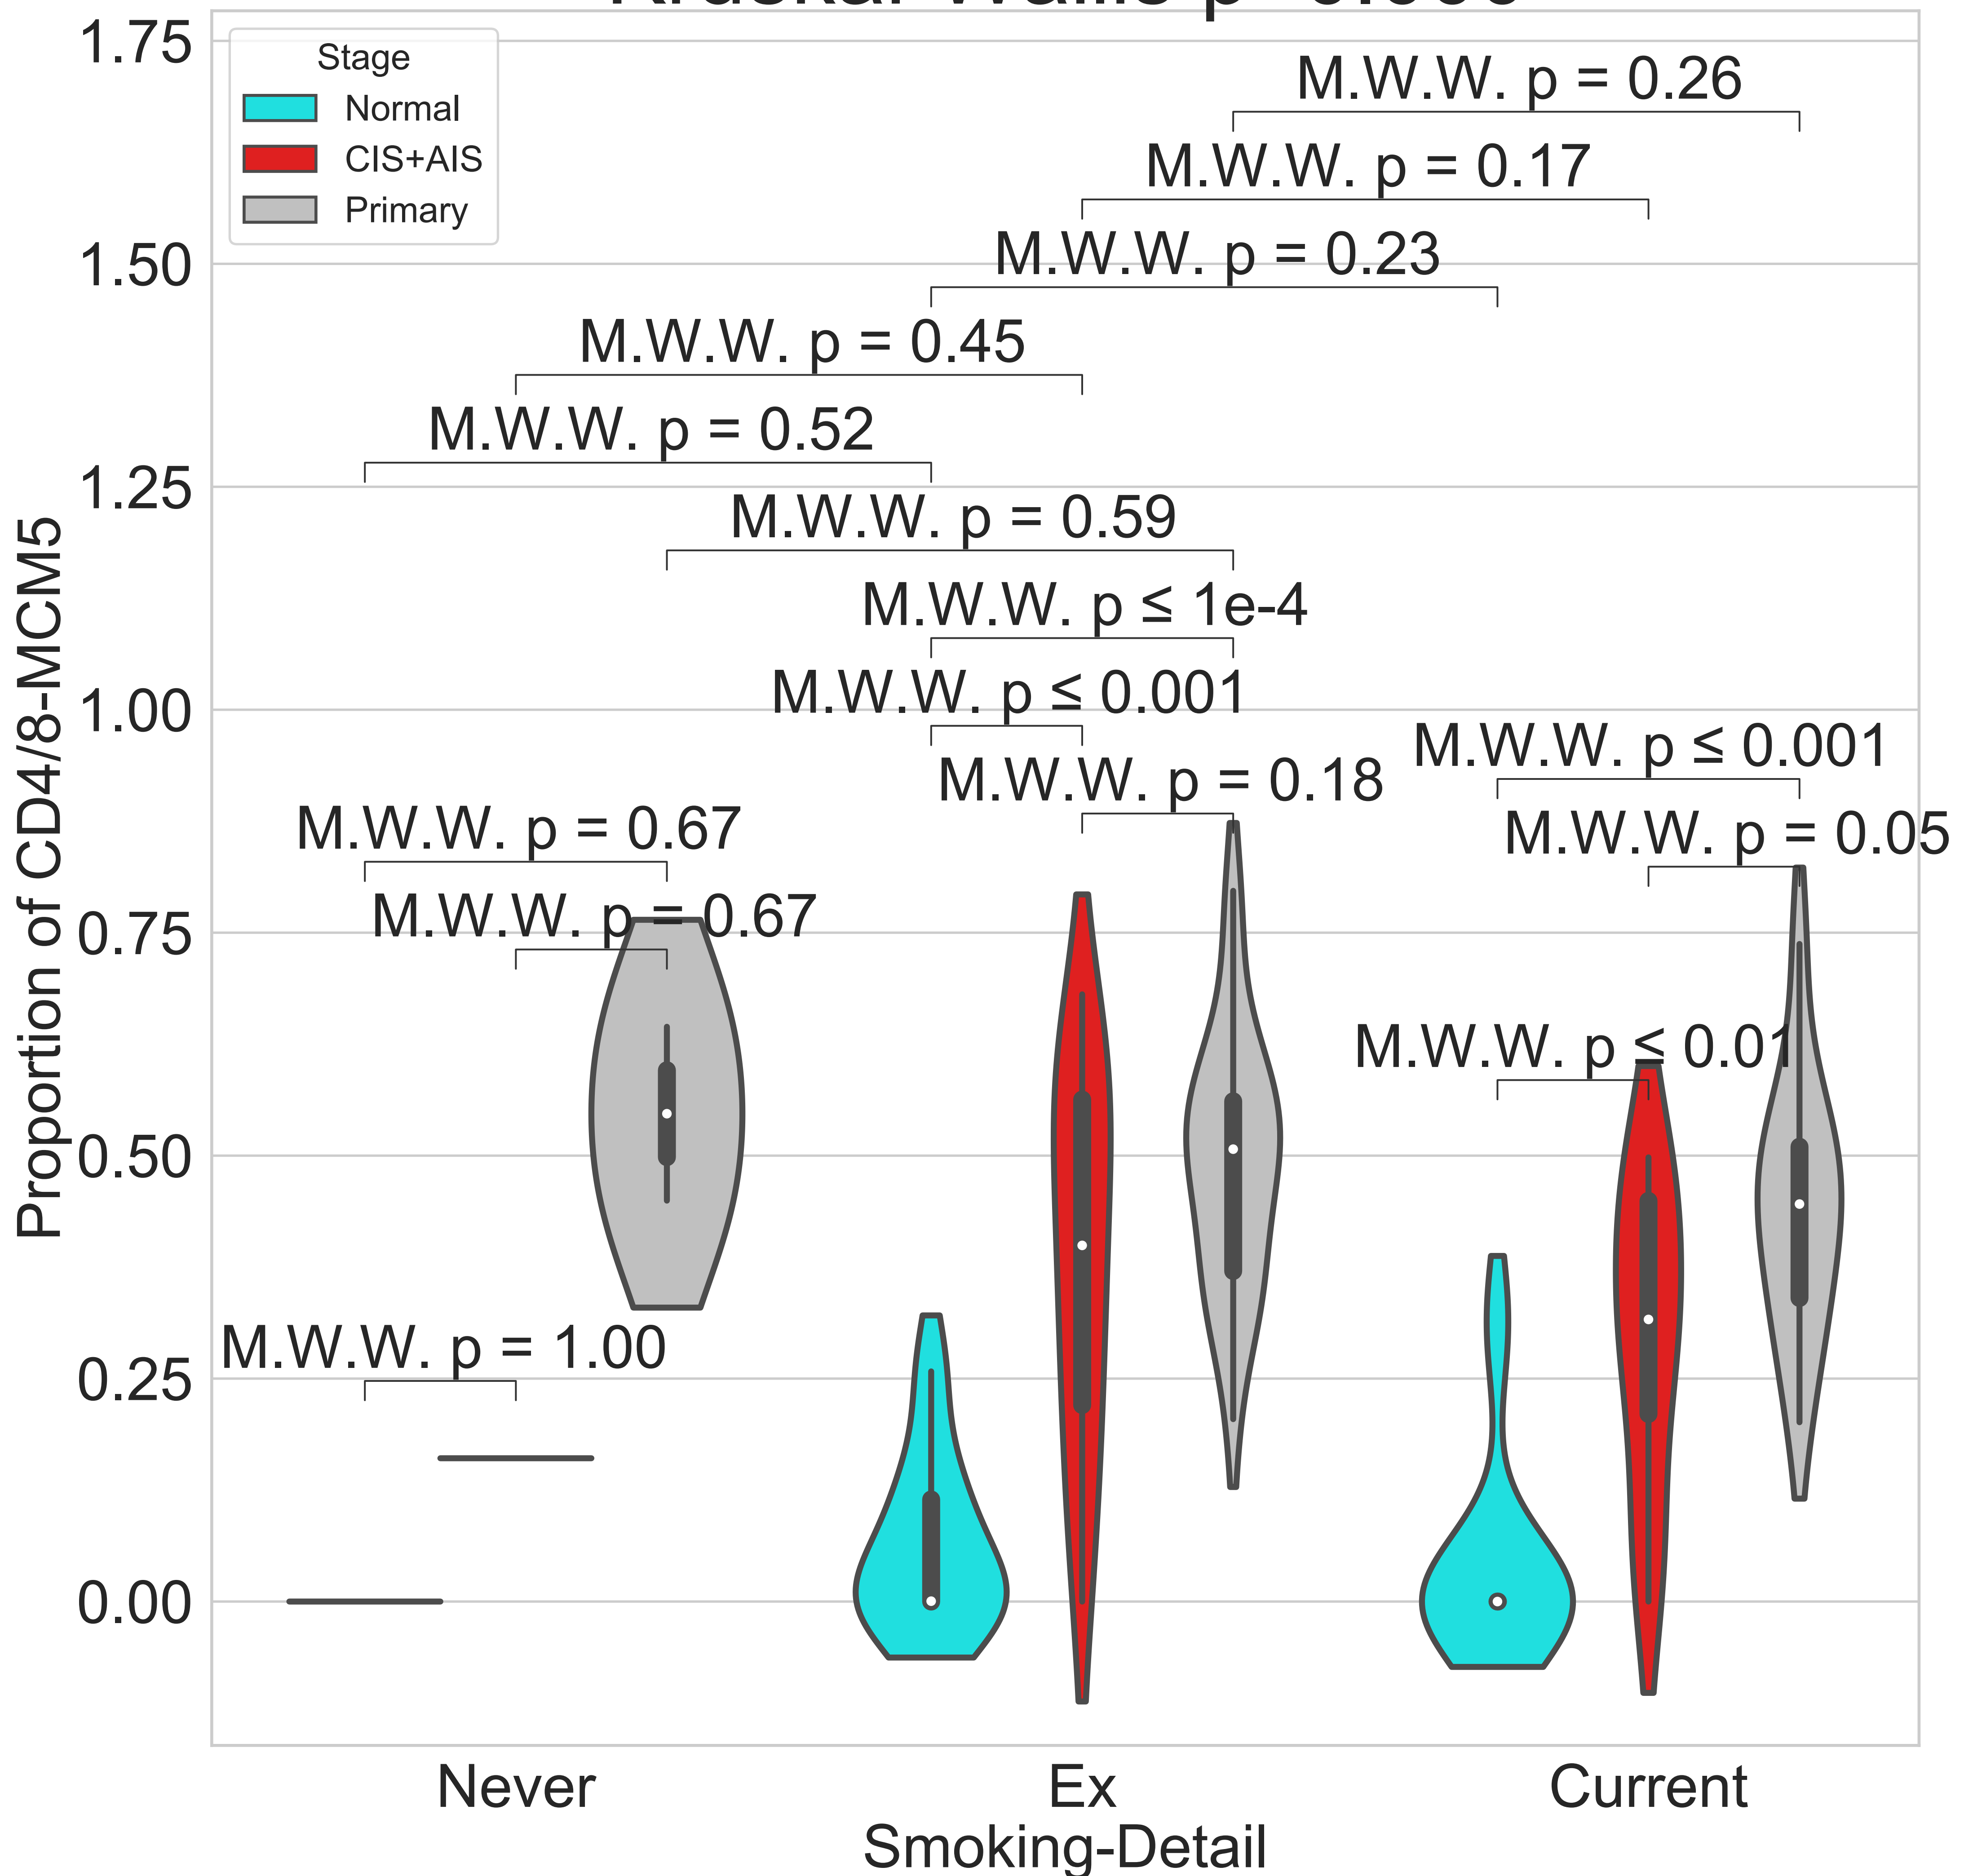 1.75
1.50
1.25
1.00
0.75
0.50
0.25
0.00
Proportion of CD4/8-MCM5
Stage
Normal
CIS+AIS
Primary
M.W.W. p = 0.26
M.W.W. p = 0.17
M.W.W. p = 0.23
M.W.W. p = 0.45
M.W.W. p = 0.52
M.W.W. p = 0.59
M.W.W. p ≤ 1e-4
M.W.W. p ≤ 0.001
M.W.W. p ≤ 0.001
M.W.W. p = 0.18
M.W.W. p = 0.05
M.W.W. p = 0.67
M.W.W. p = 0.67
M.W.W. p ≤ 0.01
M.W.W. p = 1.00
Never
Ex
Current
Smoking-Detail